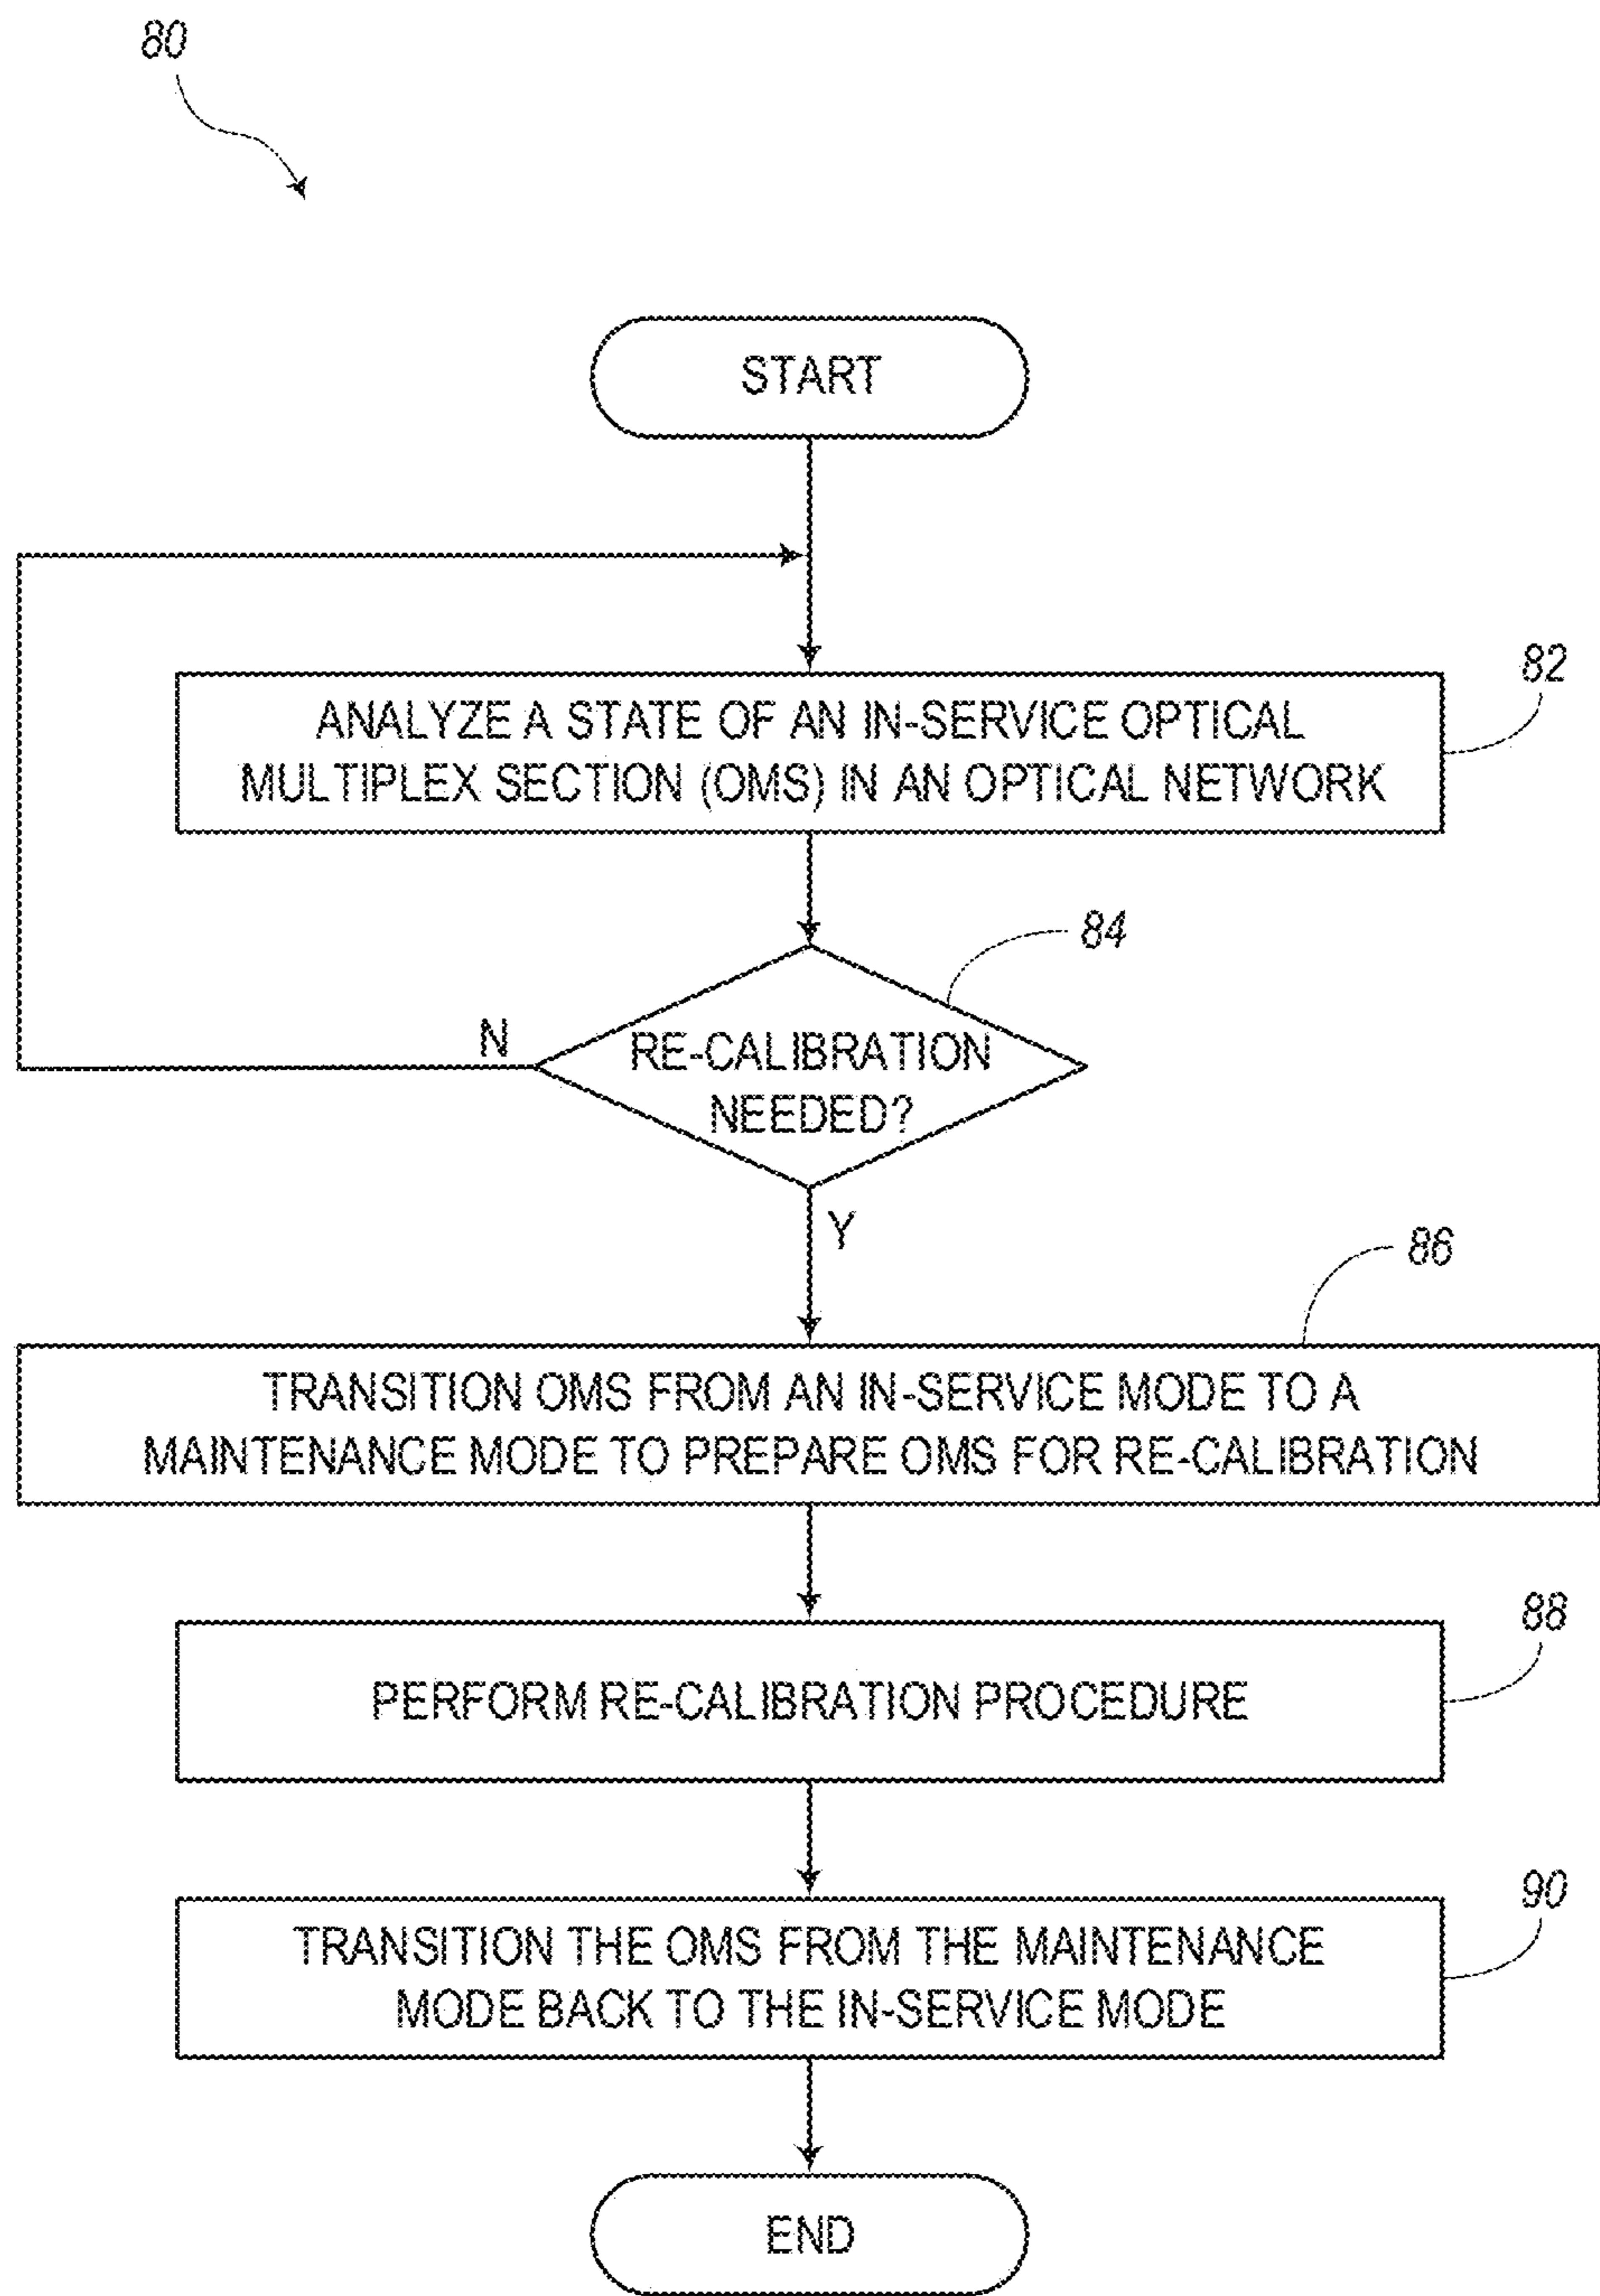 80
START
82
ANALYZE A STATE OF AN IN-SERVICE OPTICAL
MULTIPLEX SECTION (OMS) IN AN OPTICAL NETWORK
84
N
RE-CALIBRATION
NEEDED?
Y
86
TRANSITION OMS FROM AN IN-SERVICE MODE TO A
MAINTENANCE MODE TO PREPARE OMS FOR RE-CALIBRATION
88
PERFORM RE-CALIBRATION PROCEDURE
90
TRANSITION THE OMS FROM THE MAINTENANCE
MODE BACK TO THE IN-SERVICE MODE
END